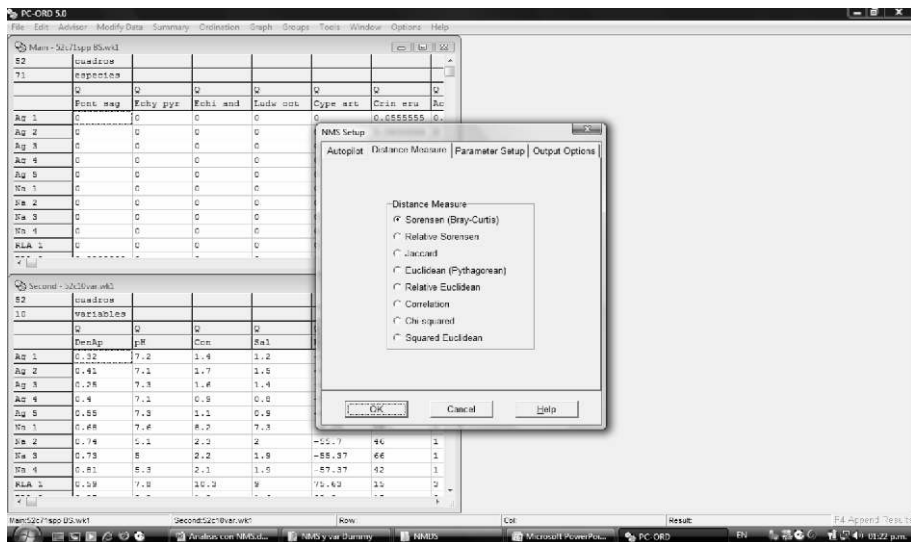 PC-ORD 5.0
File Edit Advisor Modify Data Summary Ordination Graph Groups Tools Window Options Help
Main - 52c71spp BS.wk1
52 cuadros
71 especies
Q Q Q Q Q Q Q
Pont sag Echy pyr Echi and Ludw oct Cype art Crin eru
Ag 1 0 0 0 0 0 0.0555555 0.
Ag 2 0 0 0 0
Ag 3 0 0 0 0
Ag 4 0 0 0 0
Ag 5 0 0 0 0
Na 1 0 0 0 0
Na 2 0 0 0 0
Na 3 0 0 0 0
Na 4 0 0 0 0
RLA 1 0 0 0 0
NMS Setup
Autopilot Distance Measure Parameter Setup Output Options
Distance Measure
Sorensen (Bray-Curtis)
Relative Sorensen
Jaccard
Euclidean (Pythagorean)
Relative Euclidean
Correlation
Chi-squared
Squared Euclidean
OK Cancel Help
Second - 52c10var.wk1
52 cuadros
10 variables
Q Q Q Q
DenAp pH Con Sal
Ag 1 0.32 7.2 1.4 1.2
Ag 2 0.41 7.1 1.7 1.5
Ag 3 0.25 7.3 1.6 1.4
Ag 4 0.4 7.1 0.9 0.8
Ag 5 0.55 7.3 1.1 0.9
Na 1 0.68 7.6 8.2 7.3
Na 2 0.74 5.1 2.3 2 -55.7 46 1
Na 3 0.73 5 2.2 1.9 -55.37 66 1
Na 4 0.81 5.3 2.1 1.9 -57.37 42 1
RLA 1 0.59 10.3 9 75.63 15
Main:52c71spp BS.wk1 Second:52c10var.wk1 Row: Col: Result: F4 Append Results
Analisis con NMS.d... NMS y var Dummy NMDS Microsoft PowerPoi... PC-ORD EN 01:22 p.m.